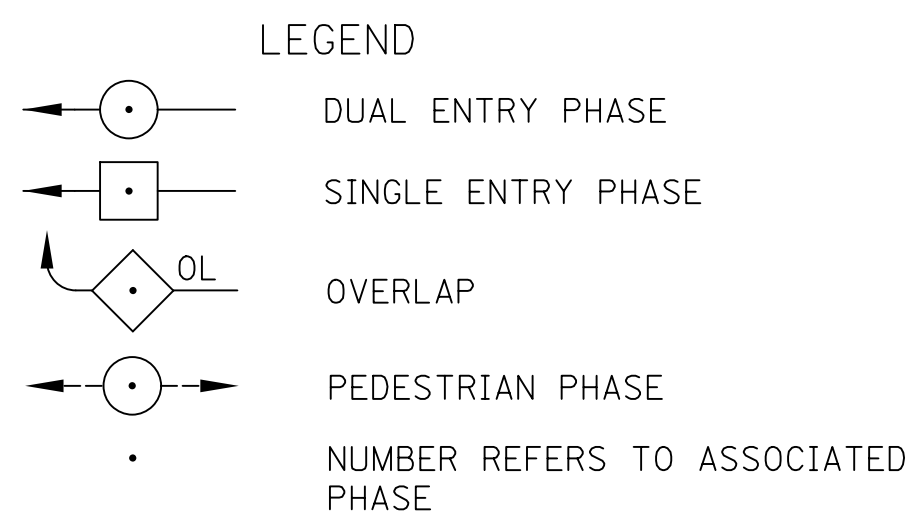 LEGEND
DUAL ENTRY PHASE
SINGLE ENTRY PHASE
OL
OVERLAP
PEDESTRIAN PHASE
NUMBER REFERS TO ASSOCIATED
PHASE